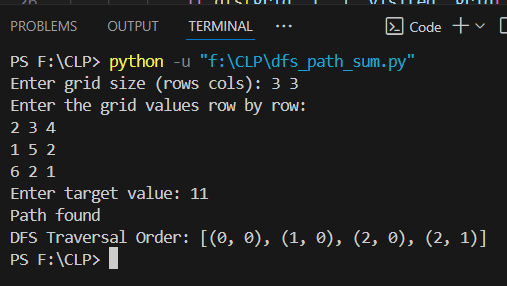 PROBLEMS OUTPUT TERMINAL ... Code
PS F:\CLP> python -u "f:\CLP\dfs_path_sum.py"
Enter grid size (rows cols): 3 3
Enter the grid values row by row:
2 3 4
1 5 2
6 2 1
Enter target value: 11
Path found
DFS Traversal Order: [(0, 0), (1, 0), (2, 0), (2, 1)]
PS F:\CLP>